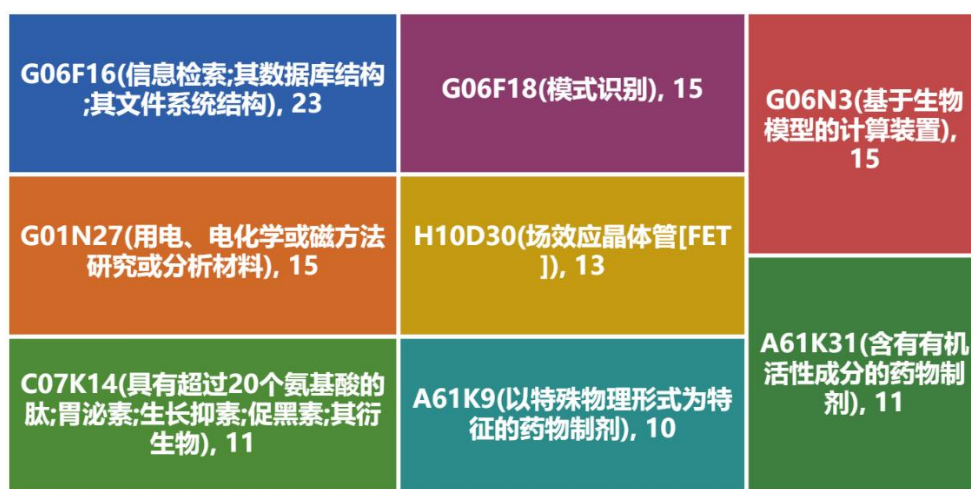 G06F16(信息检索;其数据库结构
;其文件系统结构), 23
G06F18(模式识别), 15
G06N3(基于生物
模型的计算装置),
15
G01N27(用电、电化学或磁方法
研究或分析材料), 15
H10D30(场效应晶体管[FET
]), 13
A61K31(含有有机
活性成分的药物制
剂), 11
C07K14(具有超过20个氨基酸的
肽;胃泌素;生长抑素;促黑素;其衍
生物), 11
A61K9(以特殊物理形式为特
征的药物制剂), 10